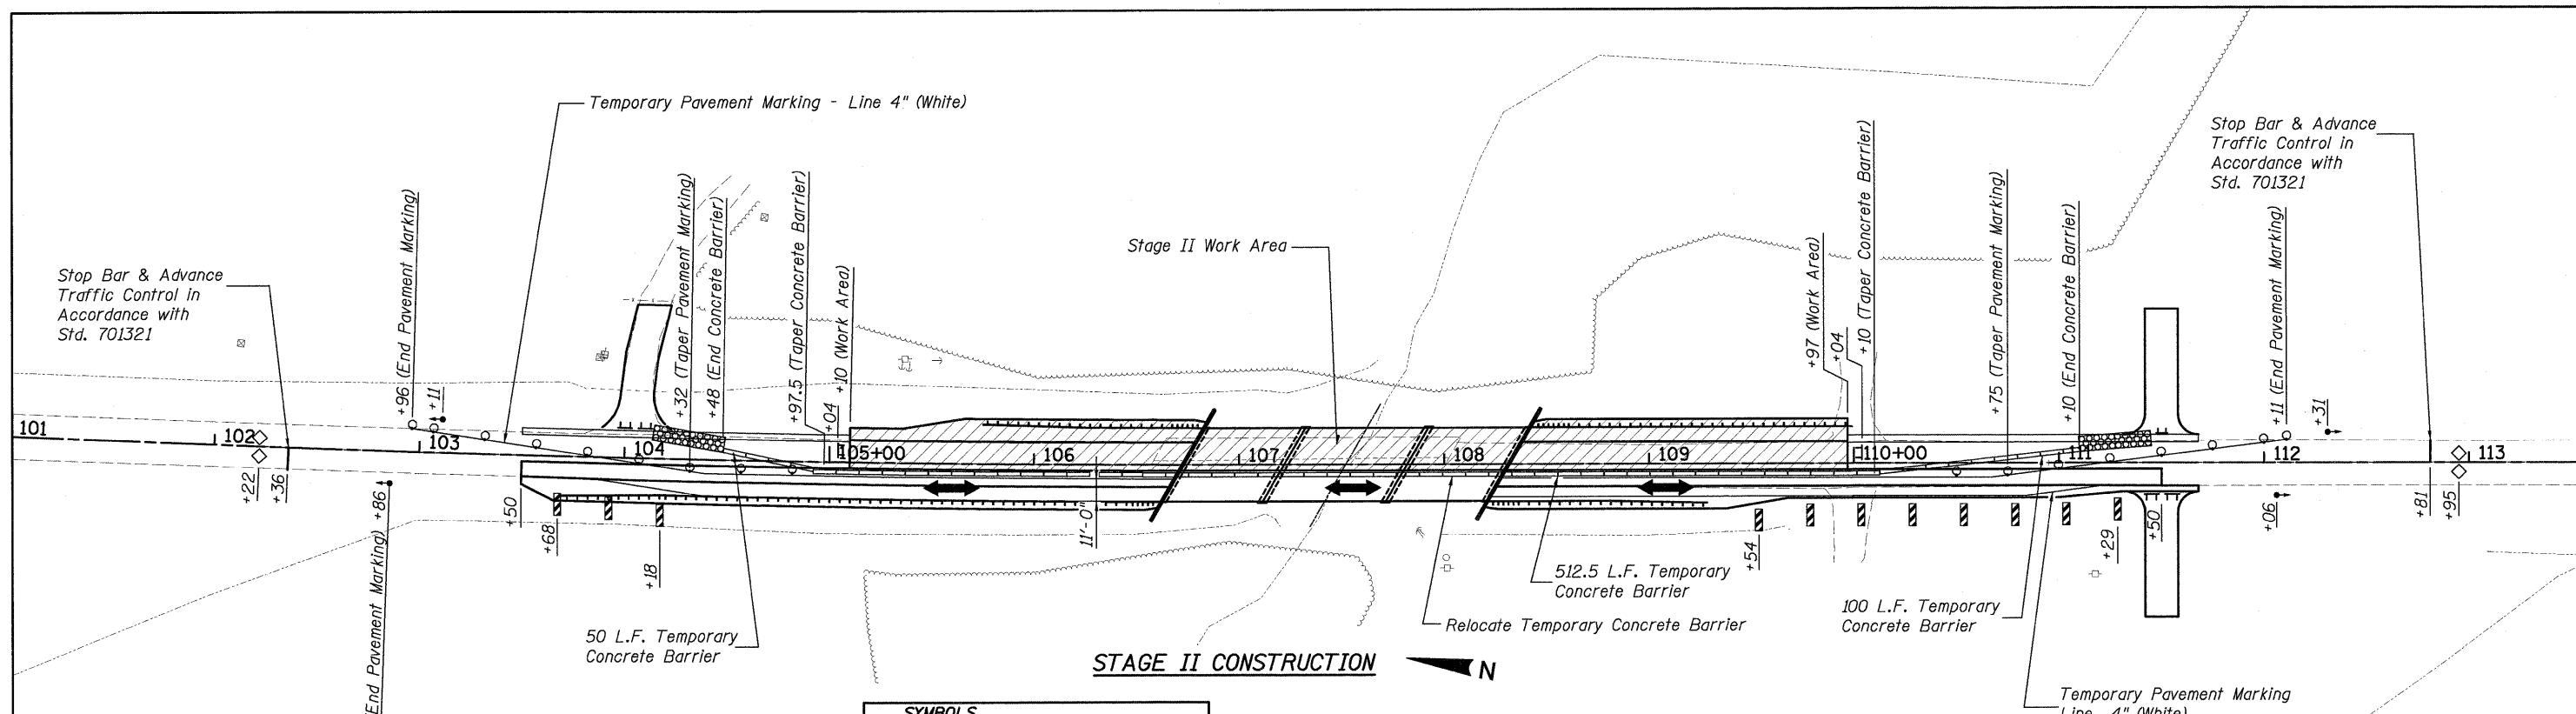 Temporary Pavement Marking - Line 4" (White)
Stop Bar & Advance
Traffic Control in
Accordance with
Std. 701321
+96 (End Pavement Marking)
+11
+32 (Taper Pavement Marking)
+48 (End Concrete Barrier)
+97.5 (Taper Concrete Barrier)
+04
+10 (Work Area)
Stage II Work Area
+97 (Work Area)
+04
+10 (Taper Concrete Barrier)
+75 (Taper Pavement Marking)
+10 (End Concrete Barrier)
+11 (End Pavement Marking)
+31
Stop Bar & Advance
Traffic Control in
Accordance with
Std. 701321
101
102
103
104
105+00
106
107
108
109
110+00
111
112
113
+22
+36
+86 (End Pavement Marking)
+50
+68
+18
11'-0"
+54
+29
+50
+06
+81
+95
50 L.F. Temporary
Concrete Barrier
512.5 L.F. Temporary
Concrete Barrier
Relocate Temporary Concrete Barrier
100 L.F. Temporary
Concrete Barrier
STAGE II CONSTRUCTION
N
Temporary Pavement Marking
Line 4" (White)
SYMBOLS